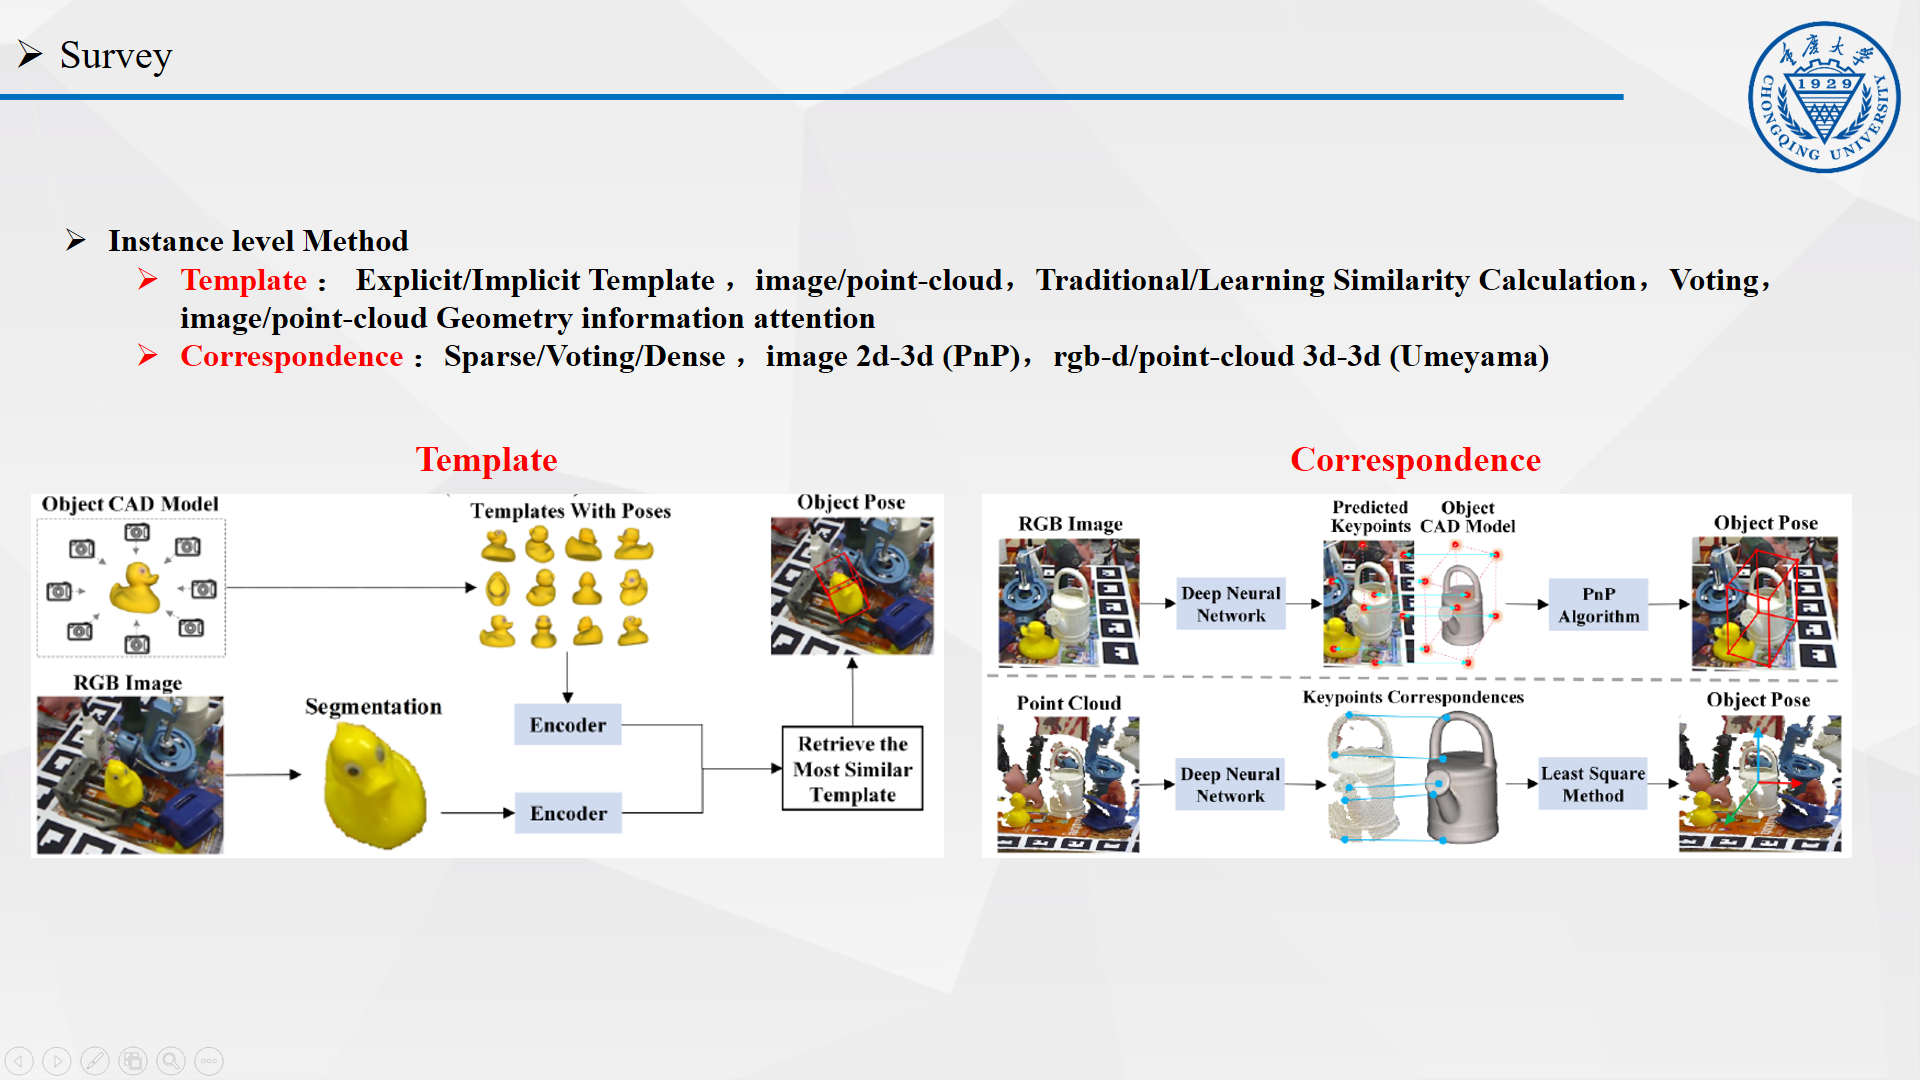 Survey
重庆大学
1929
CHONGQING UNIVERSITY
Instance level Method
Template： Explicit/Implicit Template ，image/point-cloud，Traditional/Learning Similarity Calculation，Voting，
image/point-cloud Geometry information attention
Correspondence ：Sparse/Voting/Dense ，image 2d-3d (PnP)，rgb-d/point-cloud 3d-3d (Umeyama)
Template
Object CAD Model
Templates With Poses
Object Pose
RGB Image
Segmentation
Encoder
Encoder
Retrieve the
Most Similar
Template
Correspondence
RGB Image
Deep Neural
Network
Predicted
Keypoints
Object
CAD Model
PnP
Algorithm
Object Pose
Point Cloud
Deep Neural
Network
Keypoints Correspondences
Least Square
Method
Object Pose